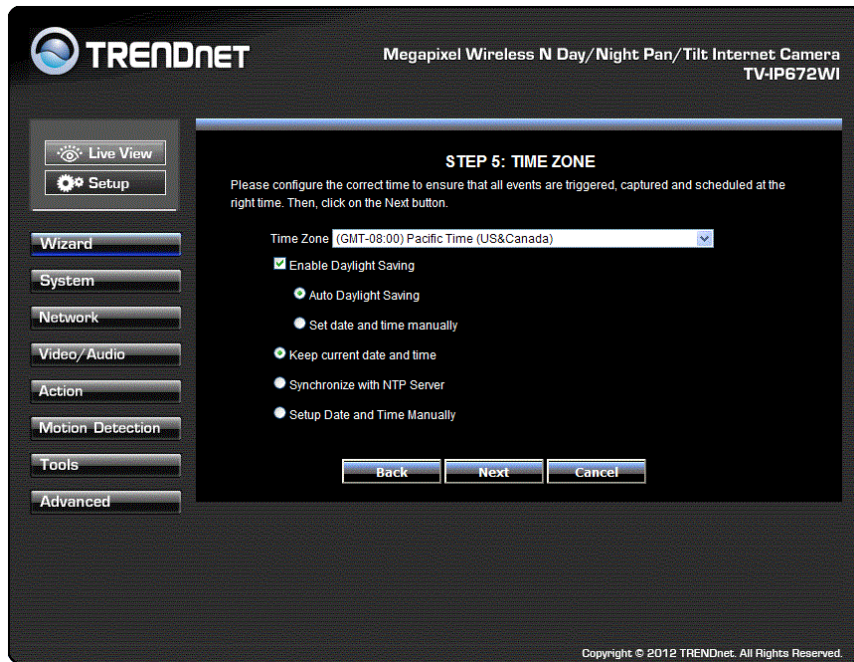 TRENDNET
Megapixel Wireless N Day/Night Pan/Tilt Internet Camera
TV-IP672WI
Live View
Setup
Wizard
System
Network
Video/Audio
Action
Motion Detection
Tools
Advanced
STEP 5: TIME ZONE
Please configure the correct time to ensure that all events are triggered, captured and scheduled at the
right time. Then, click on the Next button.
Time Zone (GMT-08:00) Pacific Time (US&Canada)
Enable Daylight Saving
Auto Daylight Saving
Set date and time manually
Keep current date and time
Synchronize with NTP Server
Setup Date and Time Manually
Back Next Cancel
Copyright © 2012 TRENDnet. All Rights Reserved.